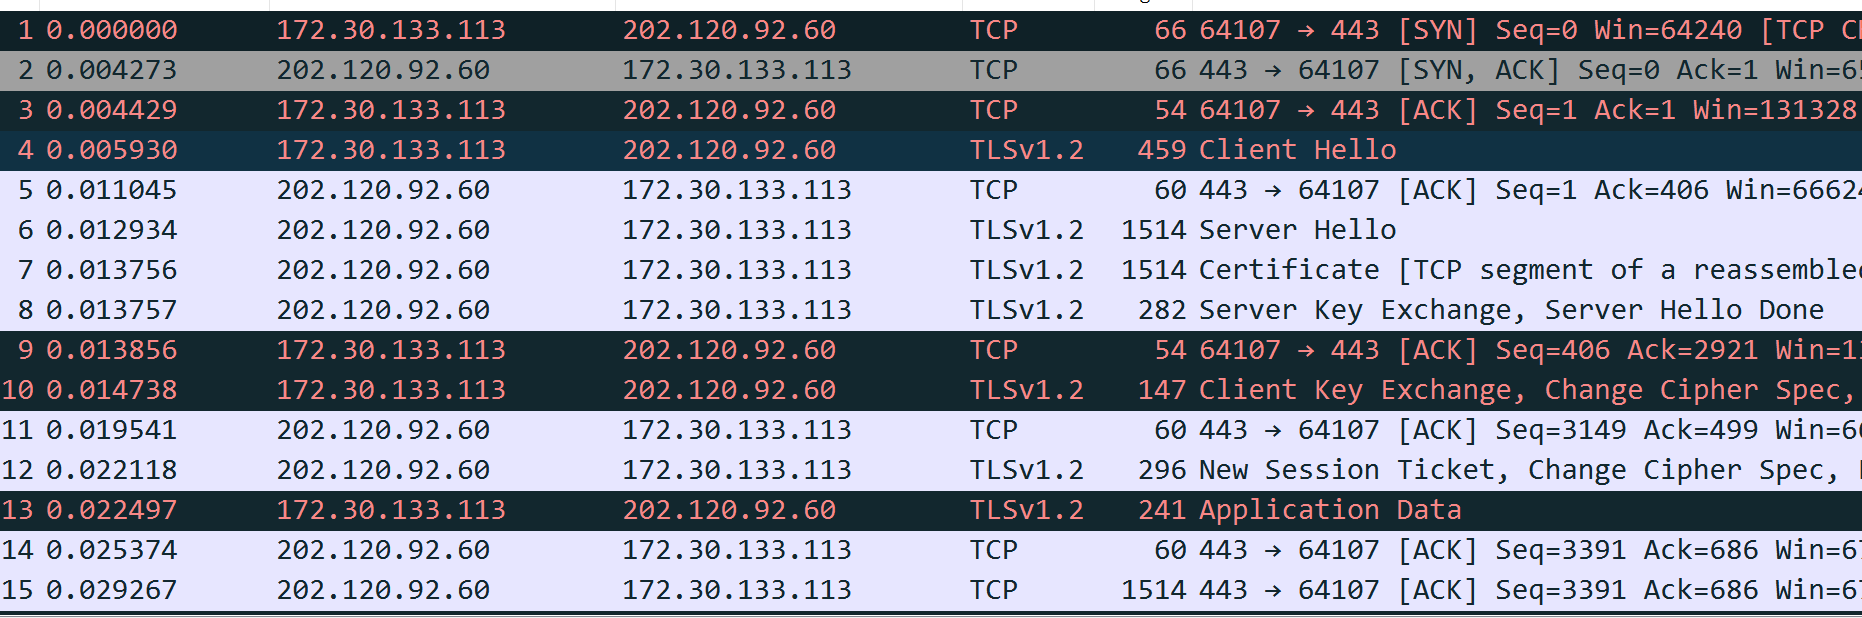 1 0.000000 172.30.133.113 202.120.92.60 TCP 66 64107 → 443 [SYN] Seq=0 Win=64240 [TCP
2 0.004273 202.120.92.60 172.30.133.113 TCP 66 443 → 64107 [SYN, ACK] Seq=0 Ack=1
3 0.004429 172.30.133.113 202.120.92.60 TCP 54 64107 → 443 [ACK] Seq=1 Ack=1 Win=131328
4 0.005930 172.30.133.113 202.120.92.60 TLSv1.2 459 Client Hello
5 0.011045 202.120.92.60 172.30.133.113 TCP 60 443 → 64107 [ACK] Seq=1 Ack=406
6 0.012934 202.120.92.60 172.30.133.113 TLSv1.2 1514 Server Hello
7 0.013756 202.120.92.60 172.30.133.113 TLSv1.2 1514 Certificate [TCP segment of a reassembled
8 0.013757 202.120.92.60 172.30.133.113 TLSv1.2 282 Server Key Exchange, Server Hello Done
9 0.013856 172.30.133.113 202.120.92.60 TCP 54 64107 → 443 [ACK] Seq=406 Ack=2921
10 0.014738 172.30.133.113 202.120.92.60 TLSv1.2 147 Client Key Exchange, Change Cipher Spec,
11 0.019541 202.120.92.60 172.30.133.113 TCP 60 443 → 64107 [ACK] Seq=3149 Ack=499
12 0.022118 202.120.92.60 172.30.133.113 TLSv1.2 296 New Session Ticket, Change Cipher Spec,
13 0.022497 172.30.133.113 202.120.92.60 TLSv1.2 241 Application Data
14 0.025374 202.120.92.60 172.30.133.113 TCP 60 443 → 64107 [ACK] Seq=3391 Ack=686
15 0.029267 202.120.92.60 172.30.133.113 TCP 1514 443 → 64107 [ACK] Seq=3391 Ack=686